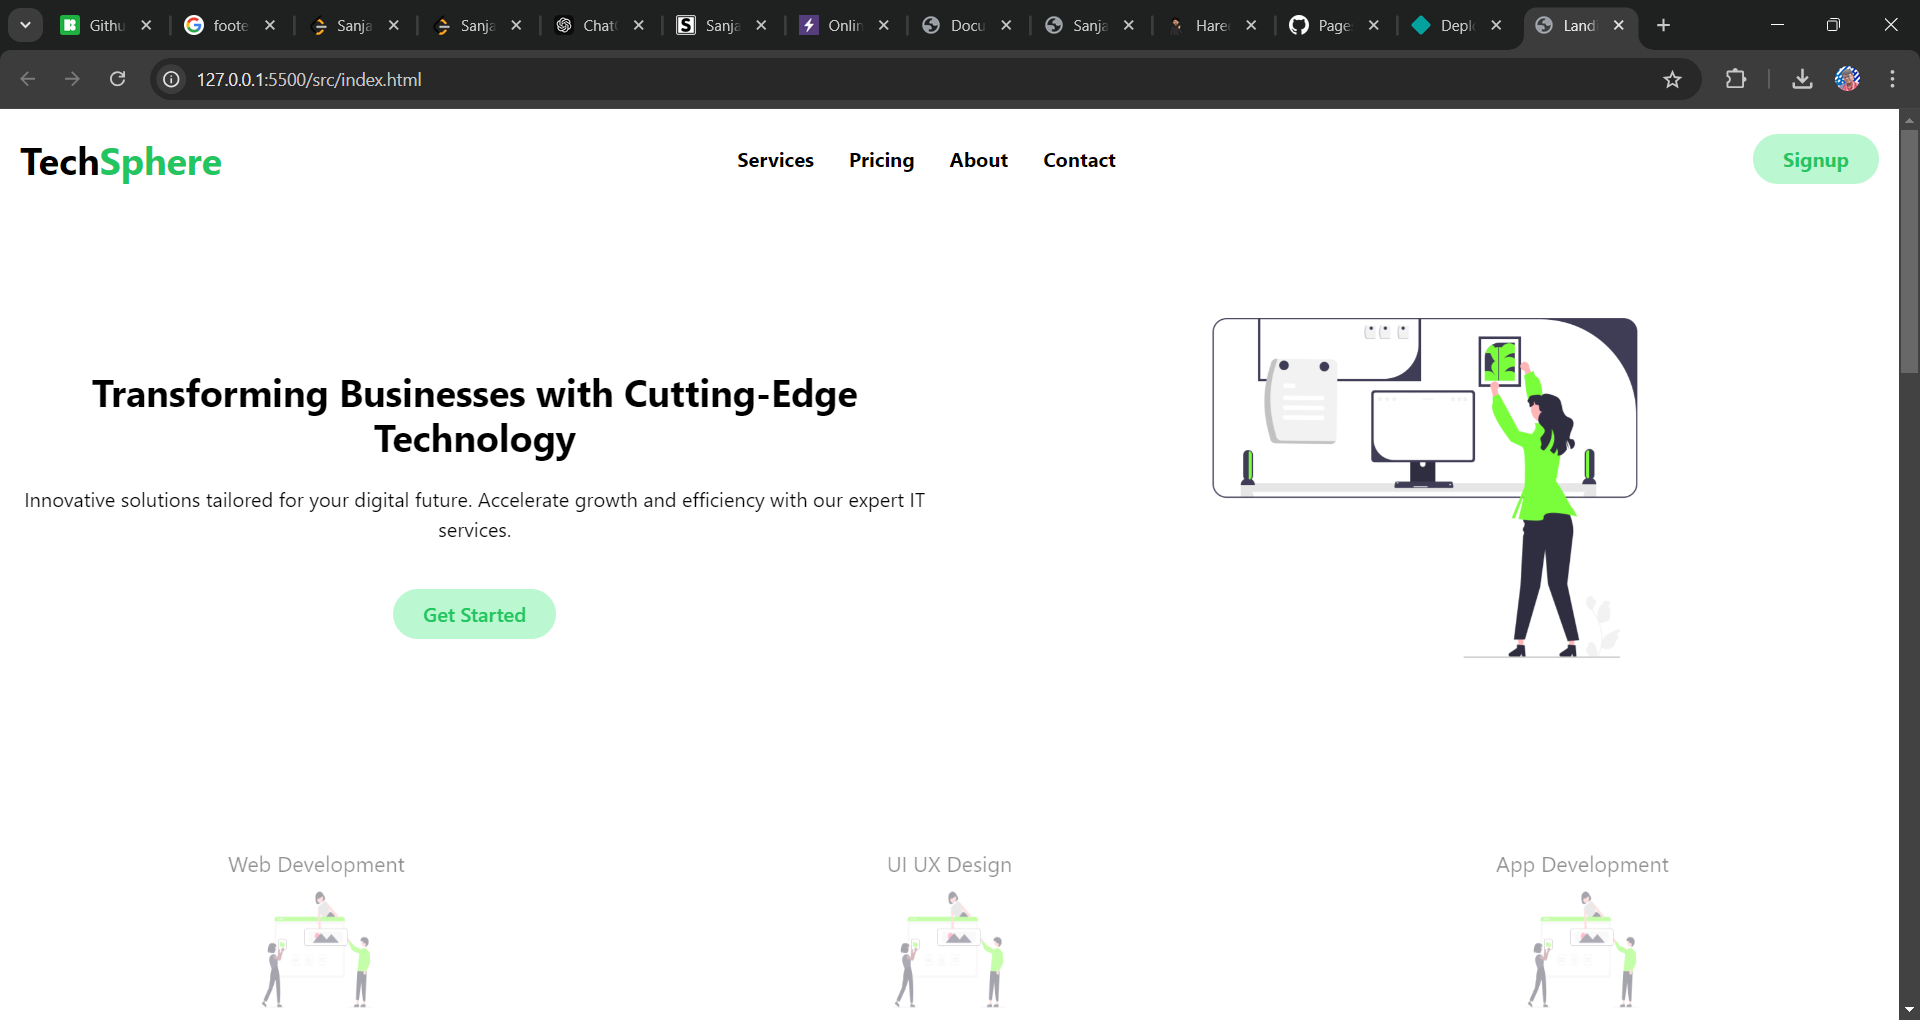 Githu
foote
Sanja
Sanja
Chat
Sanja
Onlin
Docu
Sanja
Hare
Page
Depl
Landi
127.0.0.1:5500/src/index.html
TechSphere
Services
Pricing
About
Contact
Signup
Transforming Businesses with Cutting-Edge
Technology
Innovative solutions tailored for your digital future. Accelerate growth and efficiency with our expert IT
services.
Get Started
Web Development
UI UX Design
App Development